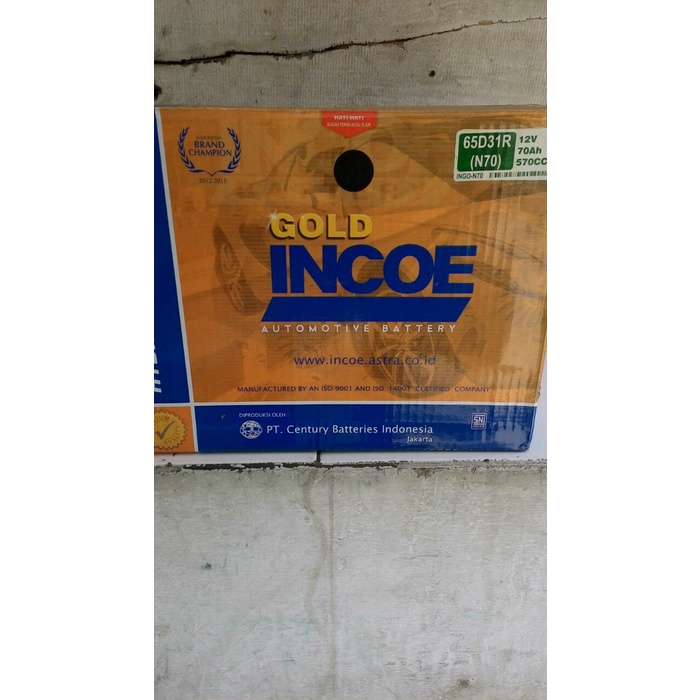 HATI-HATI
INDONESIA
BRAND
CHAMPION
2012-2013
65D31R
(N70)
12V
70Ah
570CC
INGO-N70
GOLD
INCOE
AUTOMOTIVE BATTERY
www.incoe.astra.co.id
MANUFACTURED BY AN ISO 9001 AND ISO 14001 CERTIFIED COMPANY
DIPRODUKSI OLEH :
PT. Century Batteries Indonesia
Jakarta
SNI